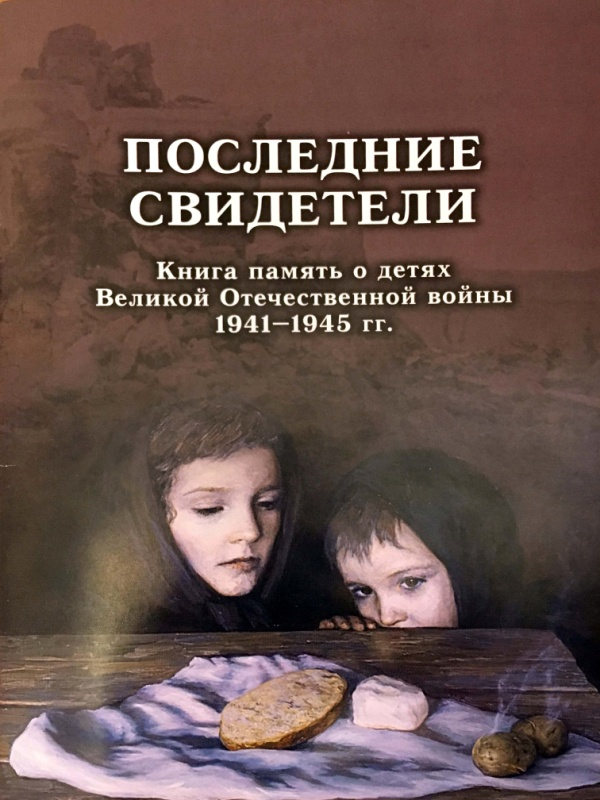 ПОСЛЕДНИЕ
СВИДЕТЕЛИ
Книга память о детях
Великой Отечественной войны
1941–1945 гг.